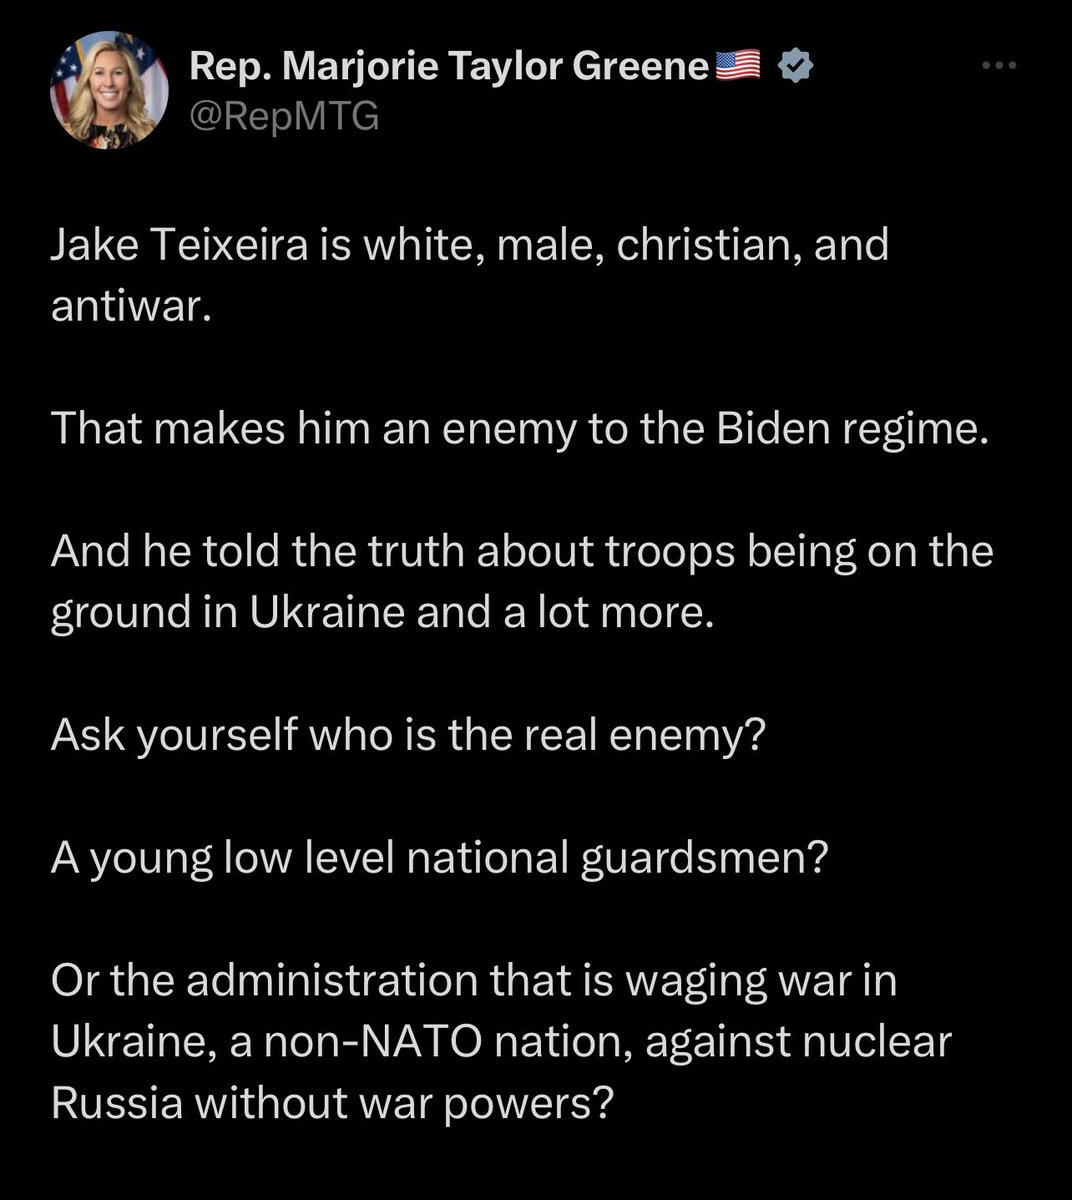 Rep. Marjorie Taylor Greene🇺🇸
@RepMTG
Jake Teixeira is white, male, christian, and
antiwar.
That makes him an enemy to the Biden regime.
And he told the truth about troops being on the
ground in Ukraine and a lot more.
Ask yourself who is the real enemy?
A young low level national guardsmen?
Or the administration that is waging war in
Ukraine, a non-NATO nation, against nuclear
Russia without war powers?